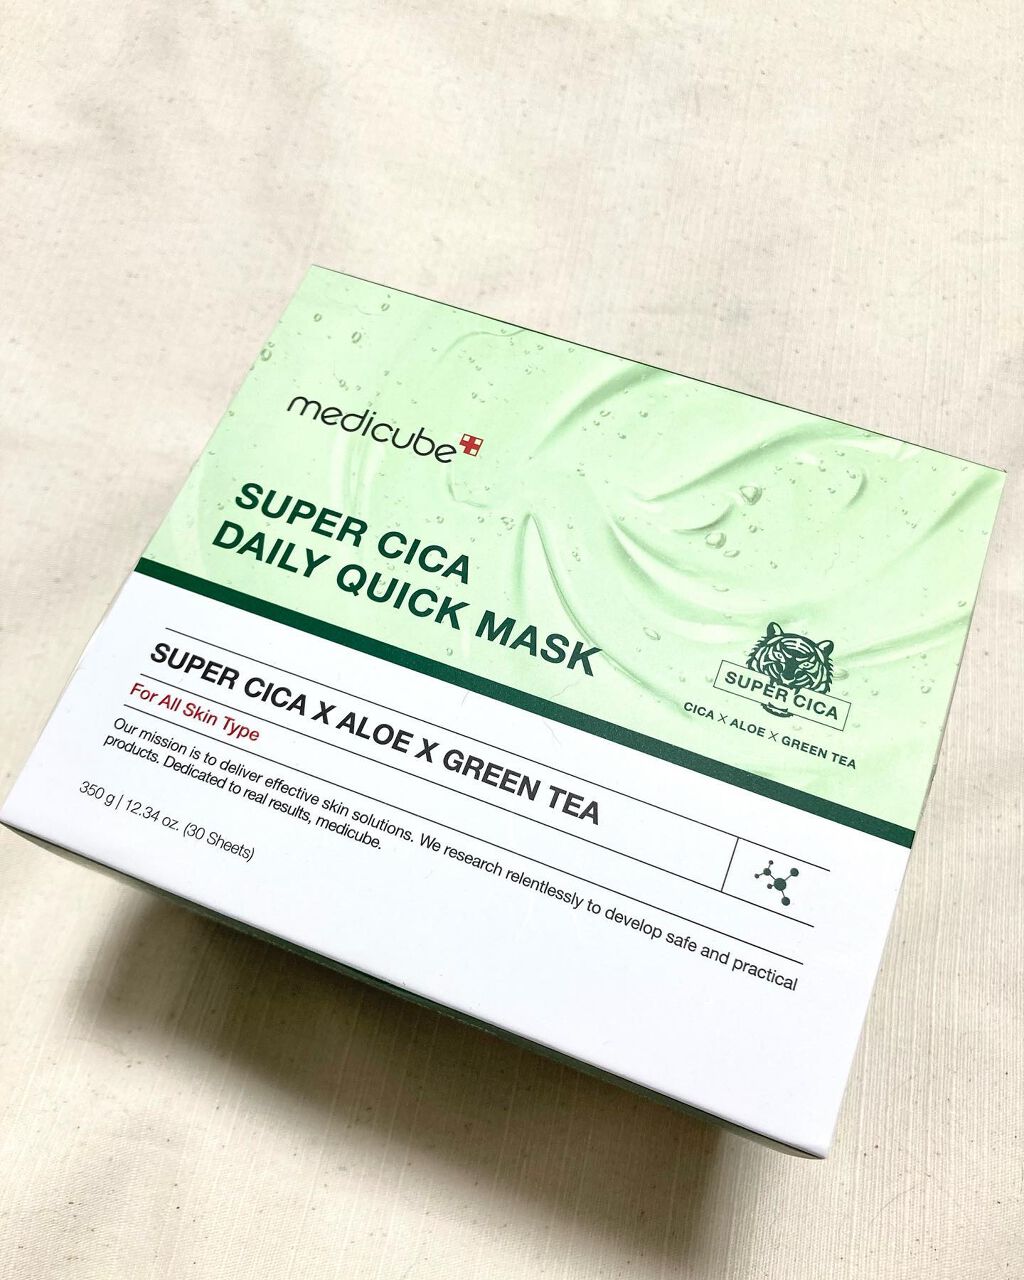 medicube
SUPER CICA
DAILY QUICK MASK
SUPER CICA
CICA X ALOE X GREEN TEA
SUPER CICA X ALOE X GREEN TEA
For All Skin Type
Our mission is to deliver effective skin solutions. We research relentlessly to develop safe and practical
products. Dedicated to real results, medicube.
350 g | 12.34 oz. (30 Sheets)